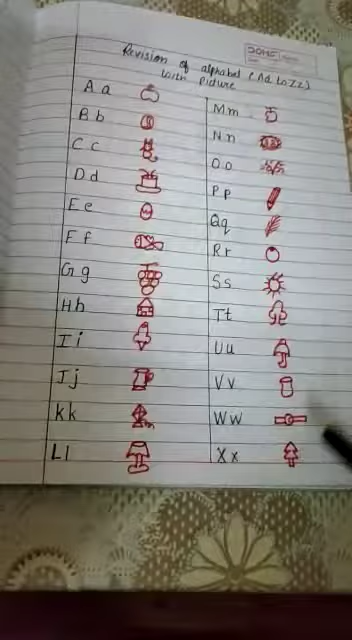 Revision of alphabet (Aa to Zz)
with Picture
Aa
Bb
Cc
Dd
Ee
Ff
Gg
Hh
Ii
Jj
kk
Ll
Mm
Nn
Oo
Pp
Qq
Rr
Ss
Tt
Uu
Vv
Ww
Xx